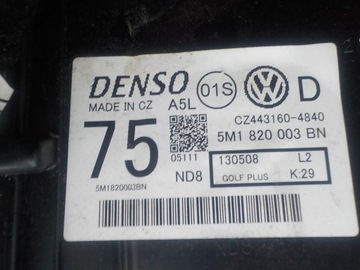 DENSO
MADE IN CZ
A5L
01S
D
CZ443160-4840
5M1 820 003 BN
75
05111
ND8
130508 L2
GOLF PLUS K:29
5M1820003BN